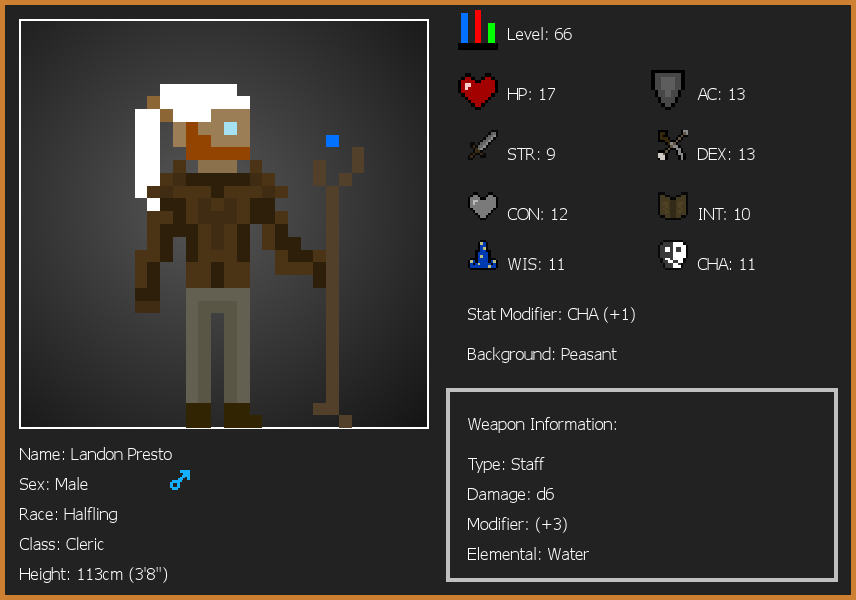 Level: 66
HP: 17
AC: 13
STR: 9
DEX: 13
CON: 12
INT: 10
WIS: 11
CHA: 11
Stat Modifier: CHA (+1)
Background: Peasant
Weapon Information:
Type: Staff
Damage: d6
Modifier: (+3)
Elemental: Water
Name: Landon Presto
Sex: Male
Race: Halfling
Class: Cleric
Height: 113cm (3'8")